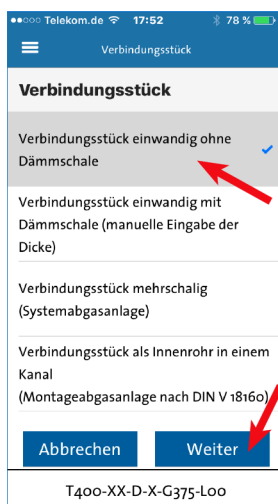 Telekom.de 17:52 78 %
Verbindungsstück
Verbindungsstück
Verbindungsstück einwandig ohne
Dämmschale
Verbindungsstück einwandig mit
Dämmschale (manuelle Eingabe der
Dicke)
Verbindungsstück mehrschalig
(Systemabgasanlage)
Verbindungsstück als Innenrohr in einem
Kanal
(Montageabgasanlage nach DIN V 18160)
Abbrechen Weiter
T400-XX-D-X-G375-L00